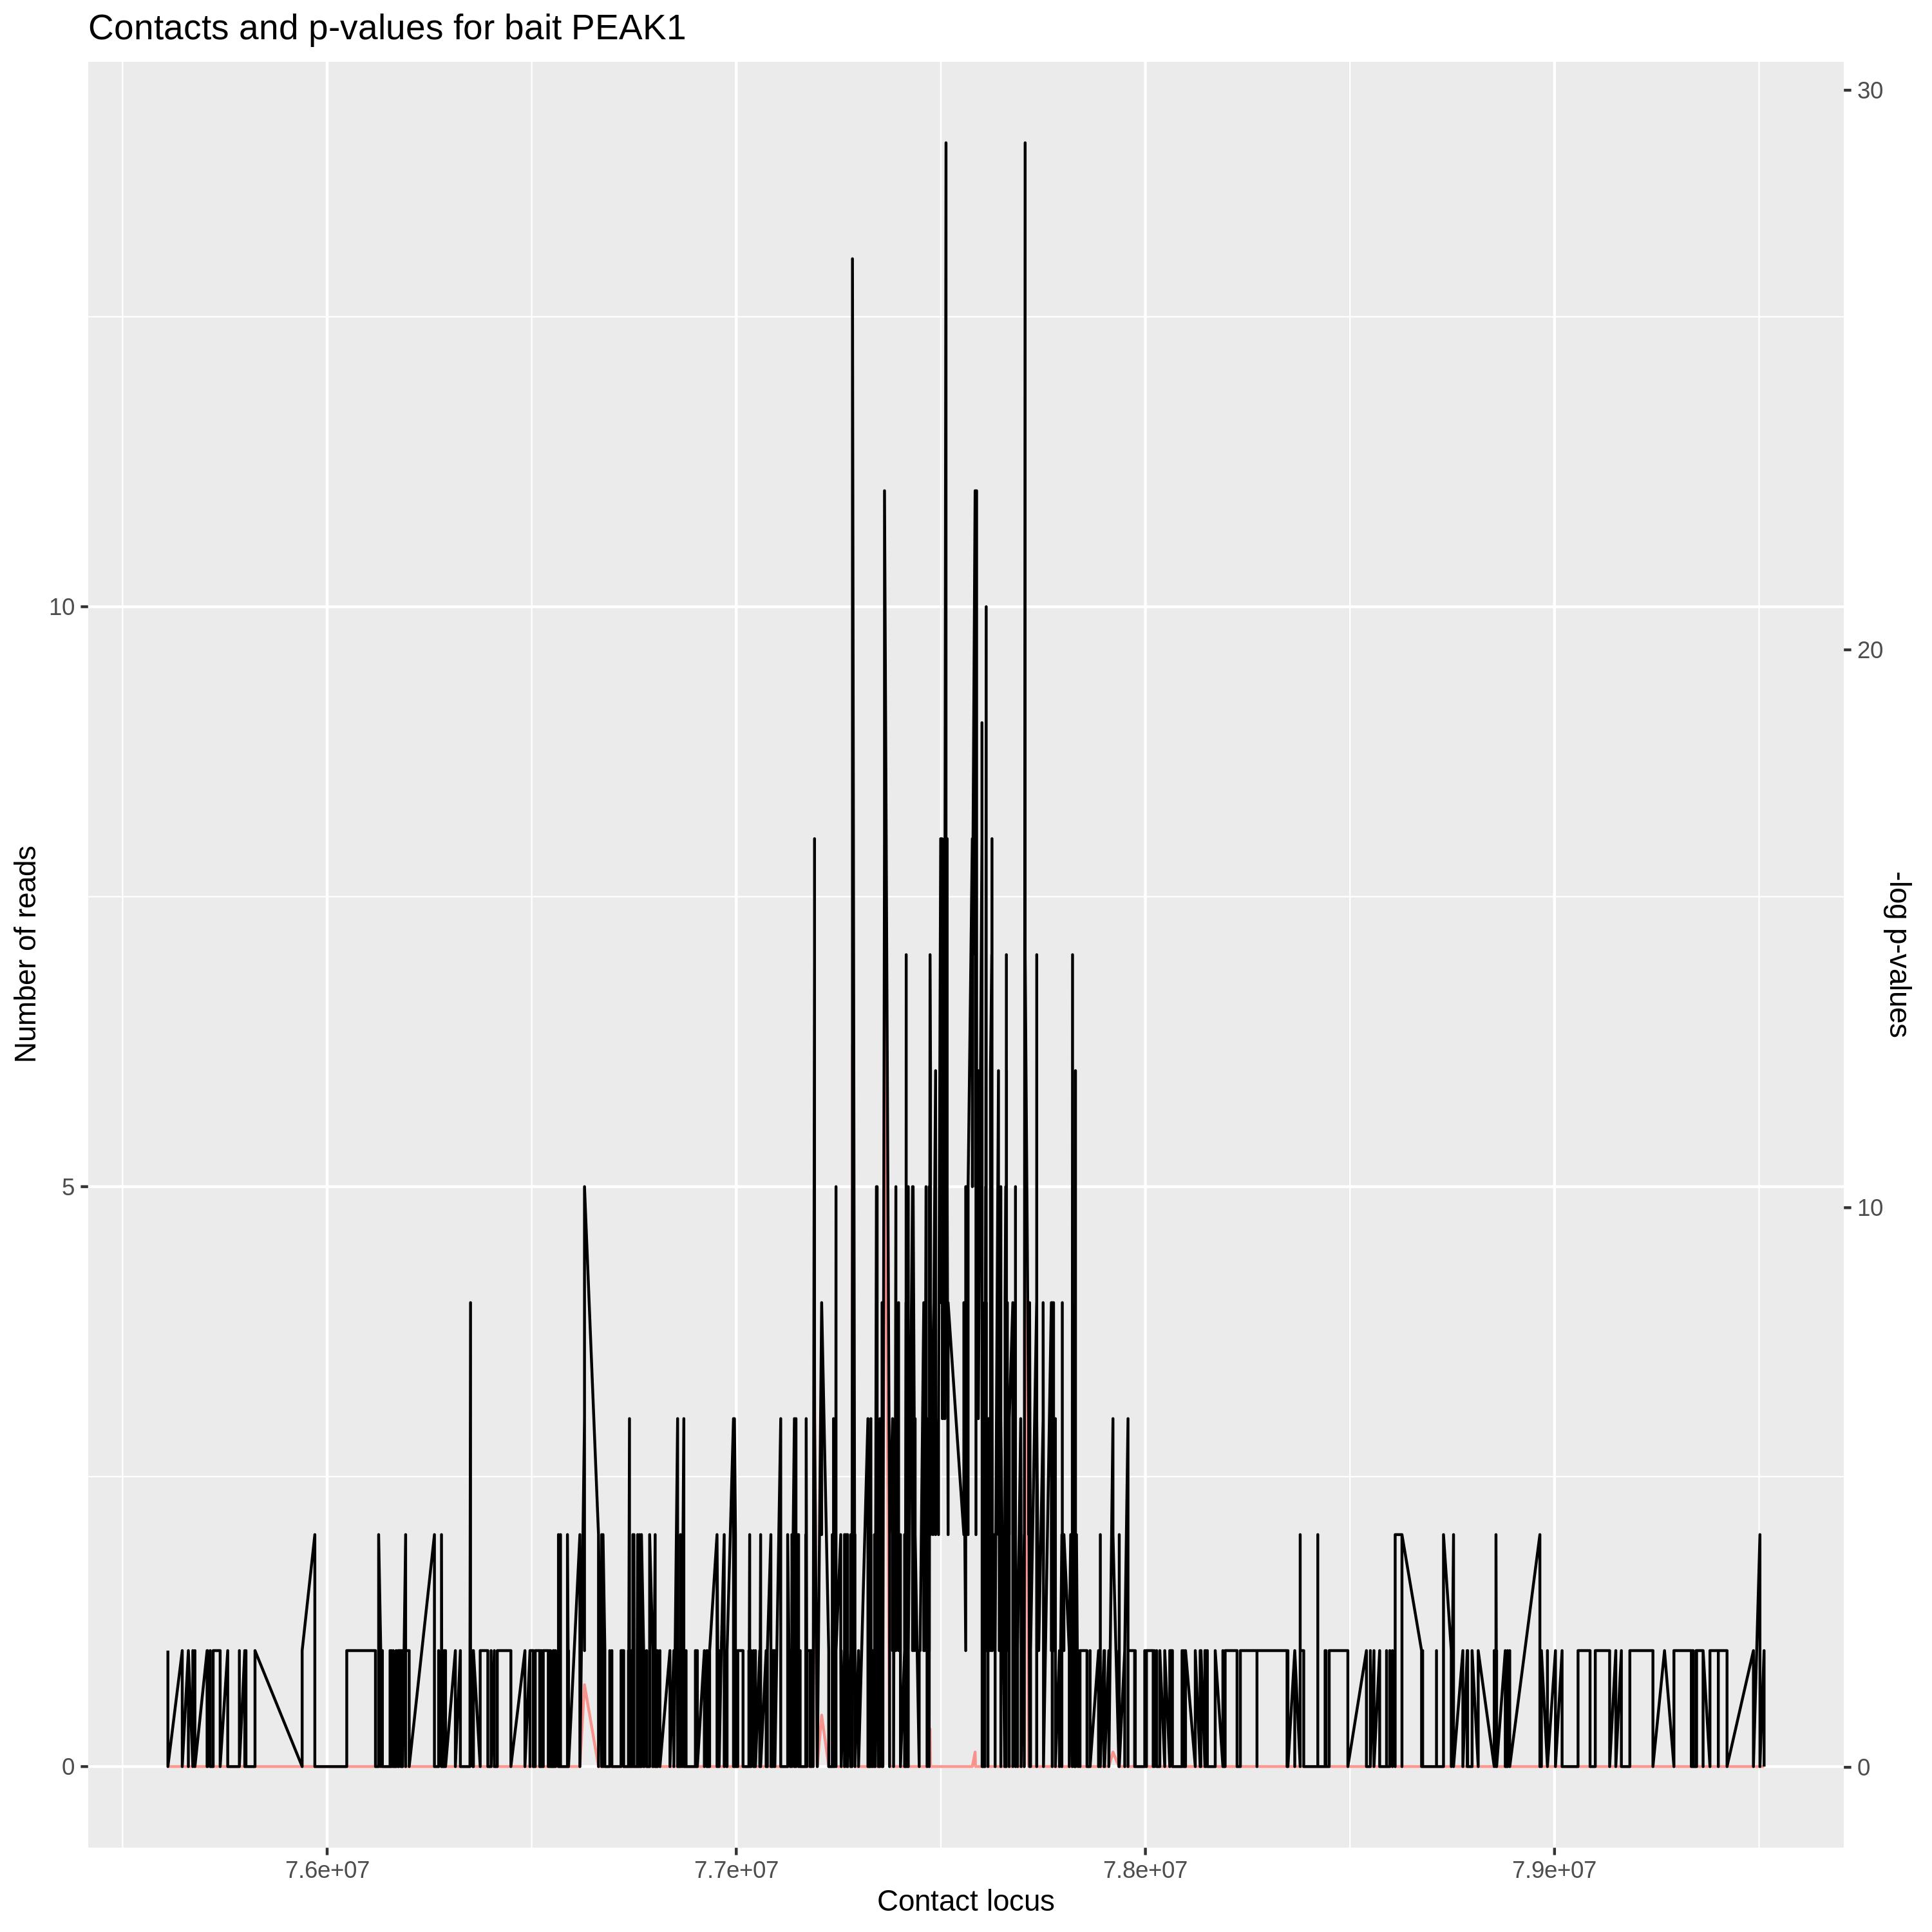 Contacts and p-values for bait PEAK1
30
20
10
0
10
5
0
Number of reads
-log p-values
7.6e+07
7.7e+07
7.8e+07
7.9e+07
Contact locus